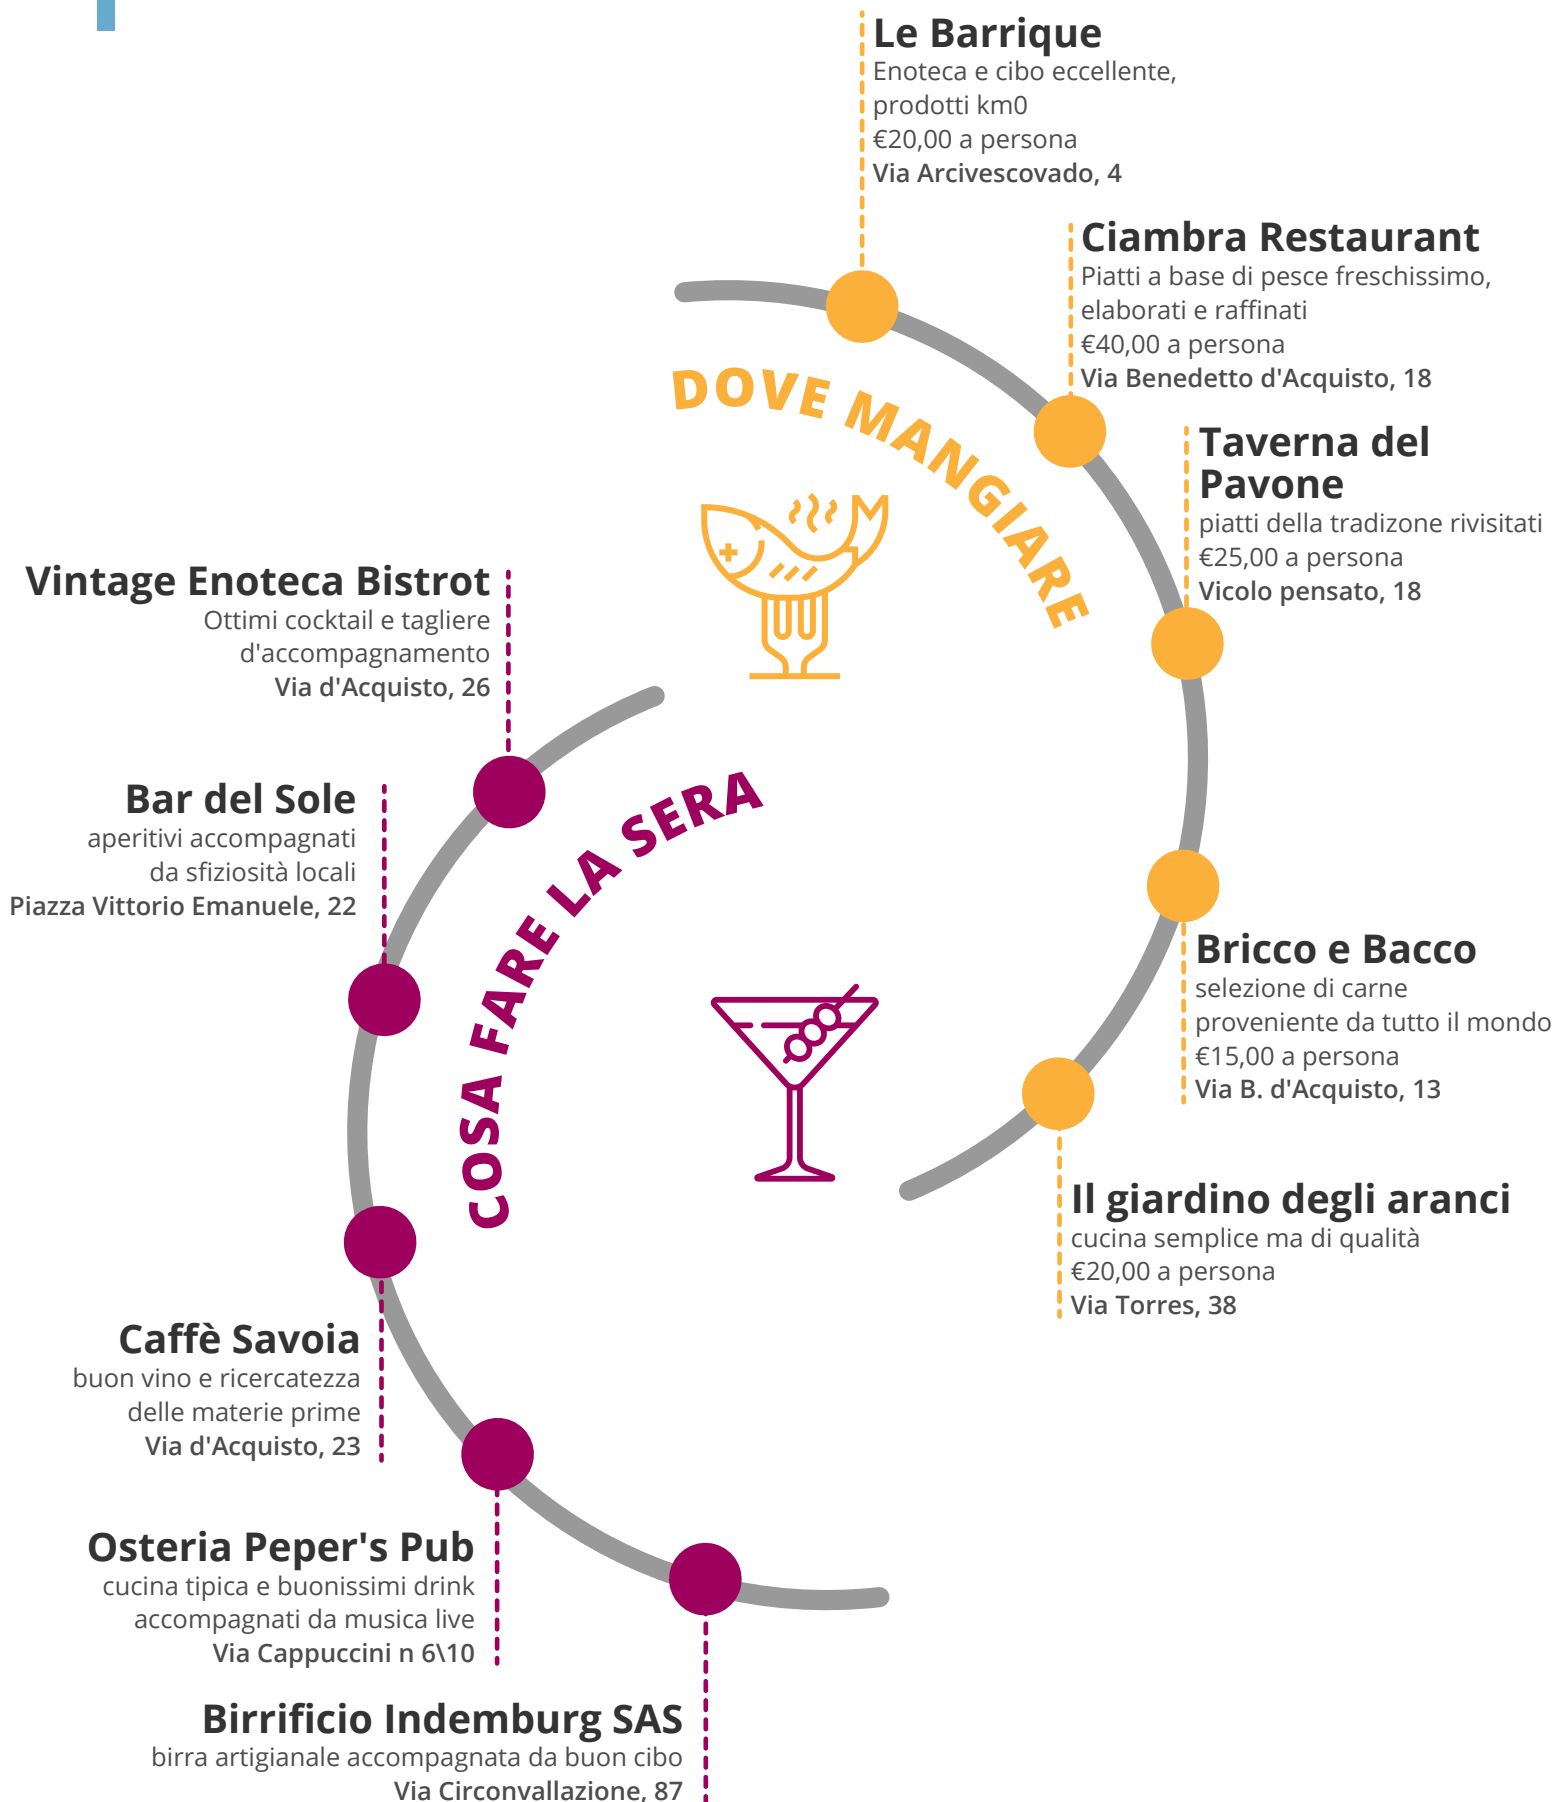 Le Barrique
Enoteca e cibo eccellente,
prodotti km0
€20,00 a persona
Via Arcivescovado, 4
Ciambra Restaurant
Piatti a base di pesce freschissimo,
elaborati e raffinati
€40,00 a persona
Via Benedetto d'Acquisto, 18
Taverna del
Pavone
piatti della tradizone rivisitati
€25,00 a persona
Vicolo pensato, 18
DOVE MANGIARE
Bricco e Bacco
selezione di carne
proveniente da tutto il mondo
€15,00 a persona
Via B. d'Acquisto, 13
Il giardino degli aranci
cucina semplice ma di qualità
€20,00 a persona
Via Torres, 38
Vintage Enoteca Bistrot
Ottimi cocktail e tagliere
d'accompagnamento
Via d'Acquisto, 26
Bar del Sole
aperitivi accompagnati
da sfiziosità locali
Piazza Vittorio Emanuele, 22
COSA FARE LA SERA
Caffè Savoia
buon vino e ricercatezza
delle materie prime
Via d'Acquisto, 23
Osteria Peper's Pub
cucina tipica e buonissimi drink
accompagnati da musica live
Via Cappuccini n 6\10
Birrificio Indemburg SAS
birra artigianale accompagnata da buon cibo
Via Circonvallazione, 87